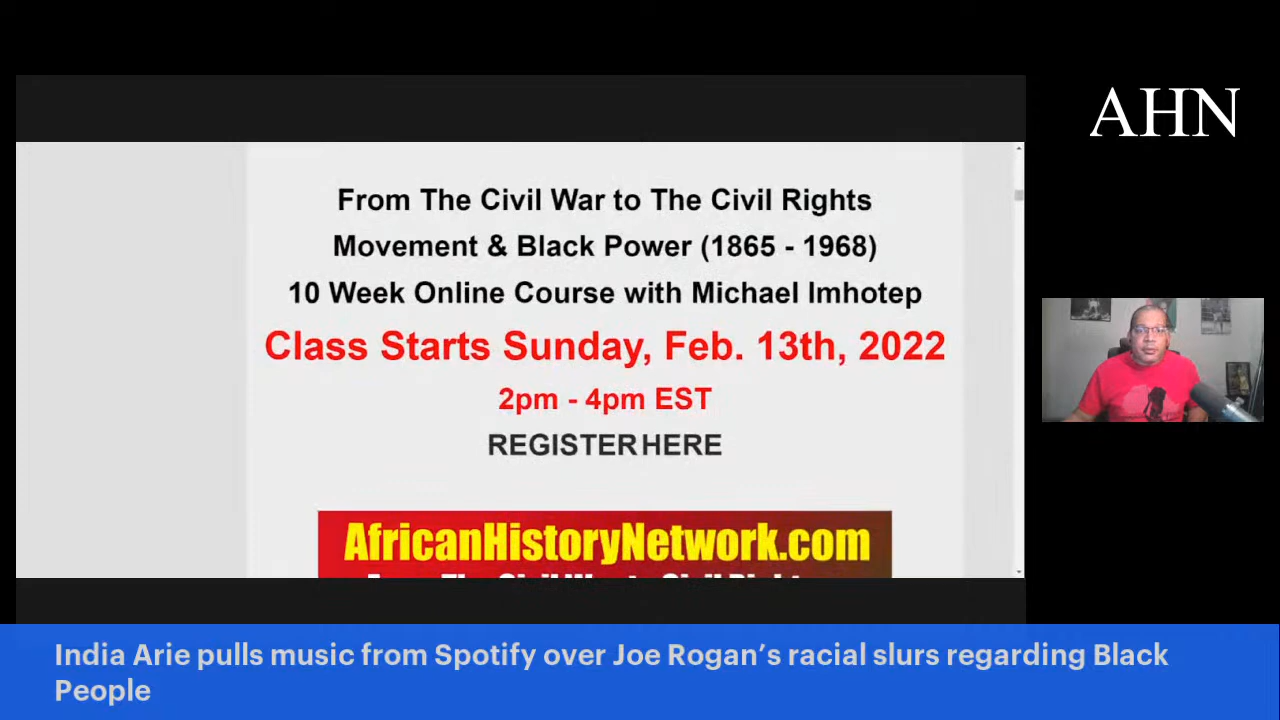 AHN
From The Civil War to The Civil Rights
Movement & Black Power (1865 - 1968)
10 Week Online Course with Michael Imhotep
Class Starts Sunday, Feb. 13th, 2022
2pm - 4pm EST
REGISTER HERE
AfricanHistoryNetwork.com
India Arie pulls music from Spotify over Joe Rogan’s racial slurs regarding Black
People